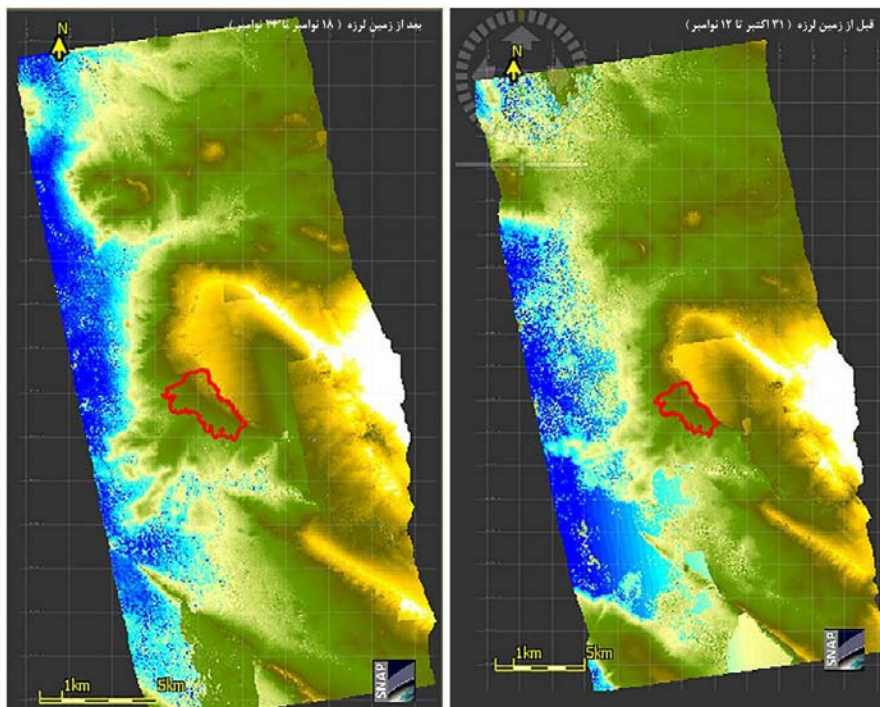 بعد از زمین لرزه ( ۱۸ نوامبر تا ۲۳ نوامبر)
N
1km 5km
SNAP
قبل از زمین لرزه ( ۳۱ اکتبر تا ۱۲ نوامبر)
N
1km 5km
SNAP